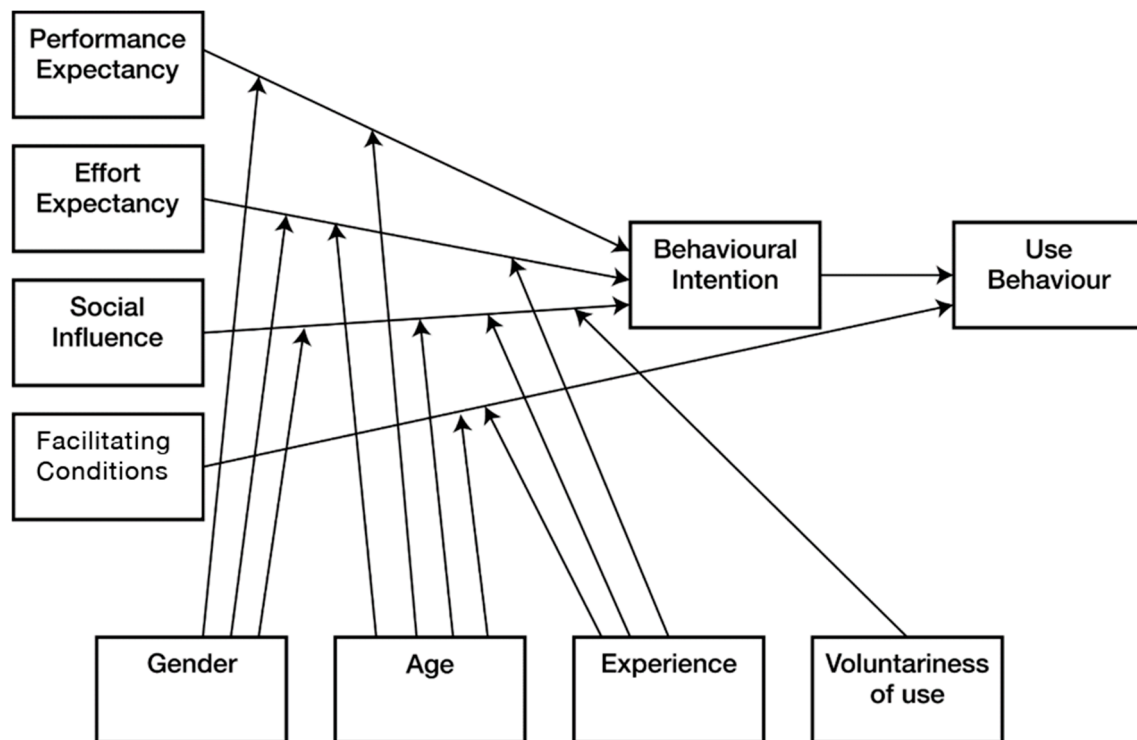 Performance
Expectancy
Effort
Expectancy
Social
Influence
Facilitating
Conditions
Behavioural
Intention
Use
Behaviour
Gender
Age
Experience
Voluntariness
of use